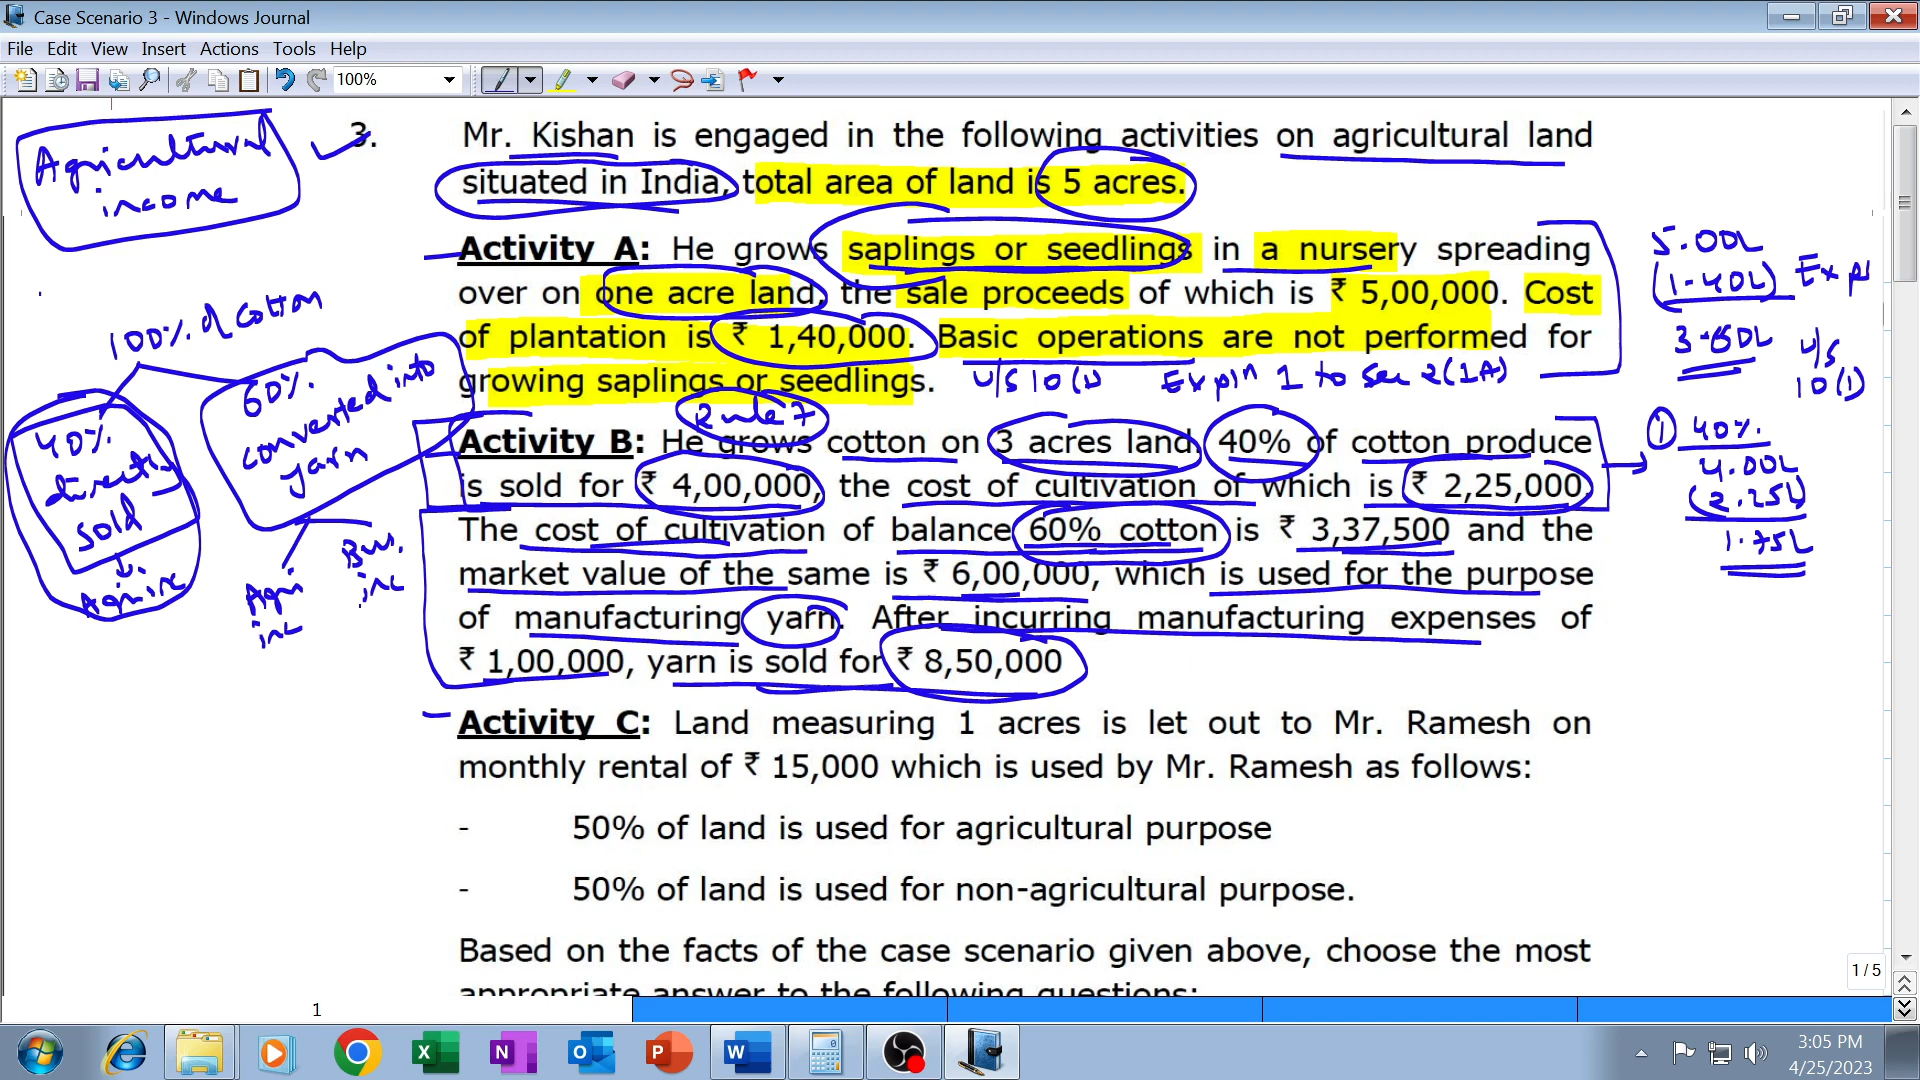 Case Scenario 3 - Windows Journal
File Edit View Insert Actions Tools Help
100%
Agricultural
income
3. Mr. Kishan is engaged in the following activities on agricultural land
situated in India, total area of land is 5 acres.
Activity A: He grows saplings or seedlings in a nursery spreading
over on one acre land, the sale proceeds of which is ₹ 5,00,000. Cost
of plantation is ₹ 1,40,000. Basic operations are not performed for
growing saplings or seedlings.
u/s 10(1) Expln 1 to sec 2(1A)
5.00L
(1.40L) Exp
3.60L u/s
10(1)
Rule 7
Activity B: He grows cotton on 3 acres land, 40% of cotton produce
is sold for ₹ 4,00,000, the cost of cultivation of which is ₹ 2,25,000.
The cost of cultivation of balance 60% cotton is ₹ 3,37,500 and the
market value of the same is ₹ 6,00,000, which is used for the purpose
of manufacturing yarn. After incurring manufacturing expenses of
₹ 1,00,000, yarn is sold for ₹ 8,50,000
100% of cotton
40%
directly
sold
Agri inc
60%
converted into
yarn
Agri
inc
Bus.
inc
① 40%
4.00L
(2.25L)
1.75L
Activity C: Land measuring 1 acres is let out to Mr. Ramesh on
monthly rental of ₹ 15,000 which is used by Mr. Ramesh as follows:
- 50% of land is used for agricultural purpose
- 50% of land is used for non-agricultural purpose.
Based on the facts of the case scenario given above, choose the most
appropriate answer to the following questions:
1 / 5
1
3:05 PM
4/25/2023